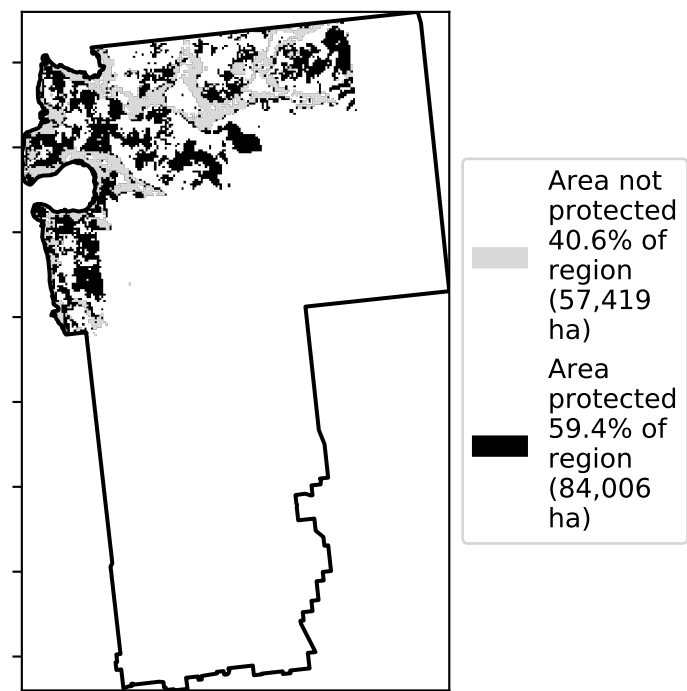 Area not
protected
40.6% of
region
(57,419
ha)
Area
protected
59.4% of
region
(84,006
ha)